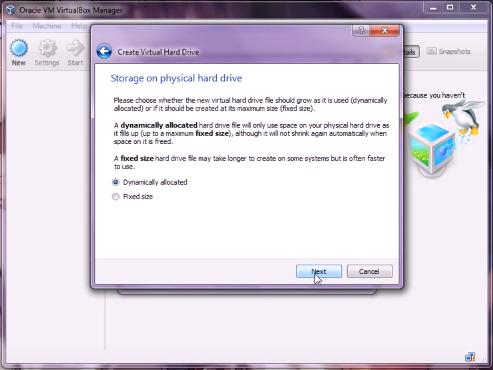 Oracle VM VirtualBox Manager
File Machine Help
New Settings Start
Snapshots
because you haven't
Create Virtual Hard Drive
Storage on physical hard drive
Please choose whether the new virtual hard drive file should grow as it is used (dynamically
allocated) or if it should be created at its maximum size (fixed size).
A dynamically allocated hard drive file will only use space on your physical hard drive as
it fills up (up to a maximum fixed size), although it will not shrink again automatically when
space on it is freed.
A fixed size hard drive file may take longer to create on some systems but is often faster
to use.
Dynamically allocated
Fixed size
Next Cancel